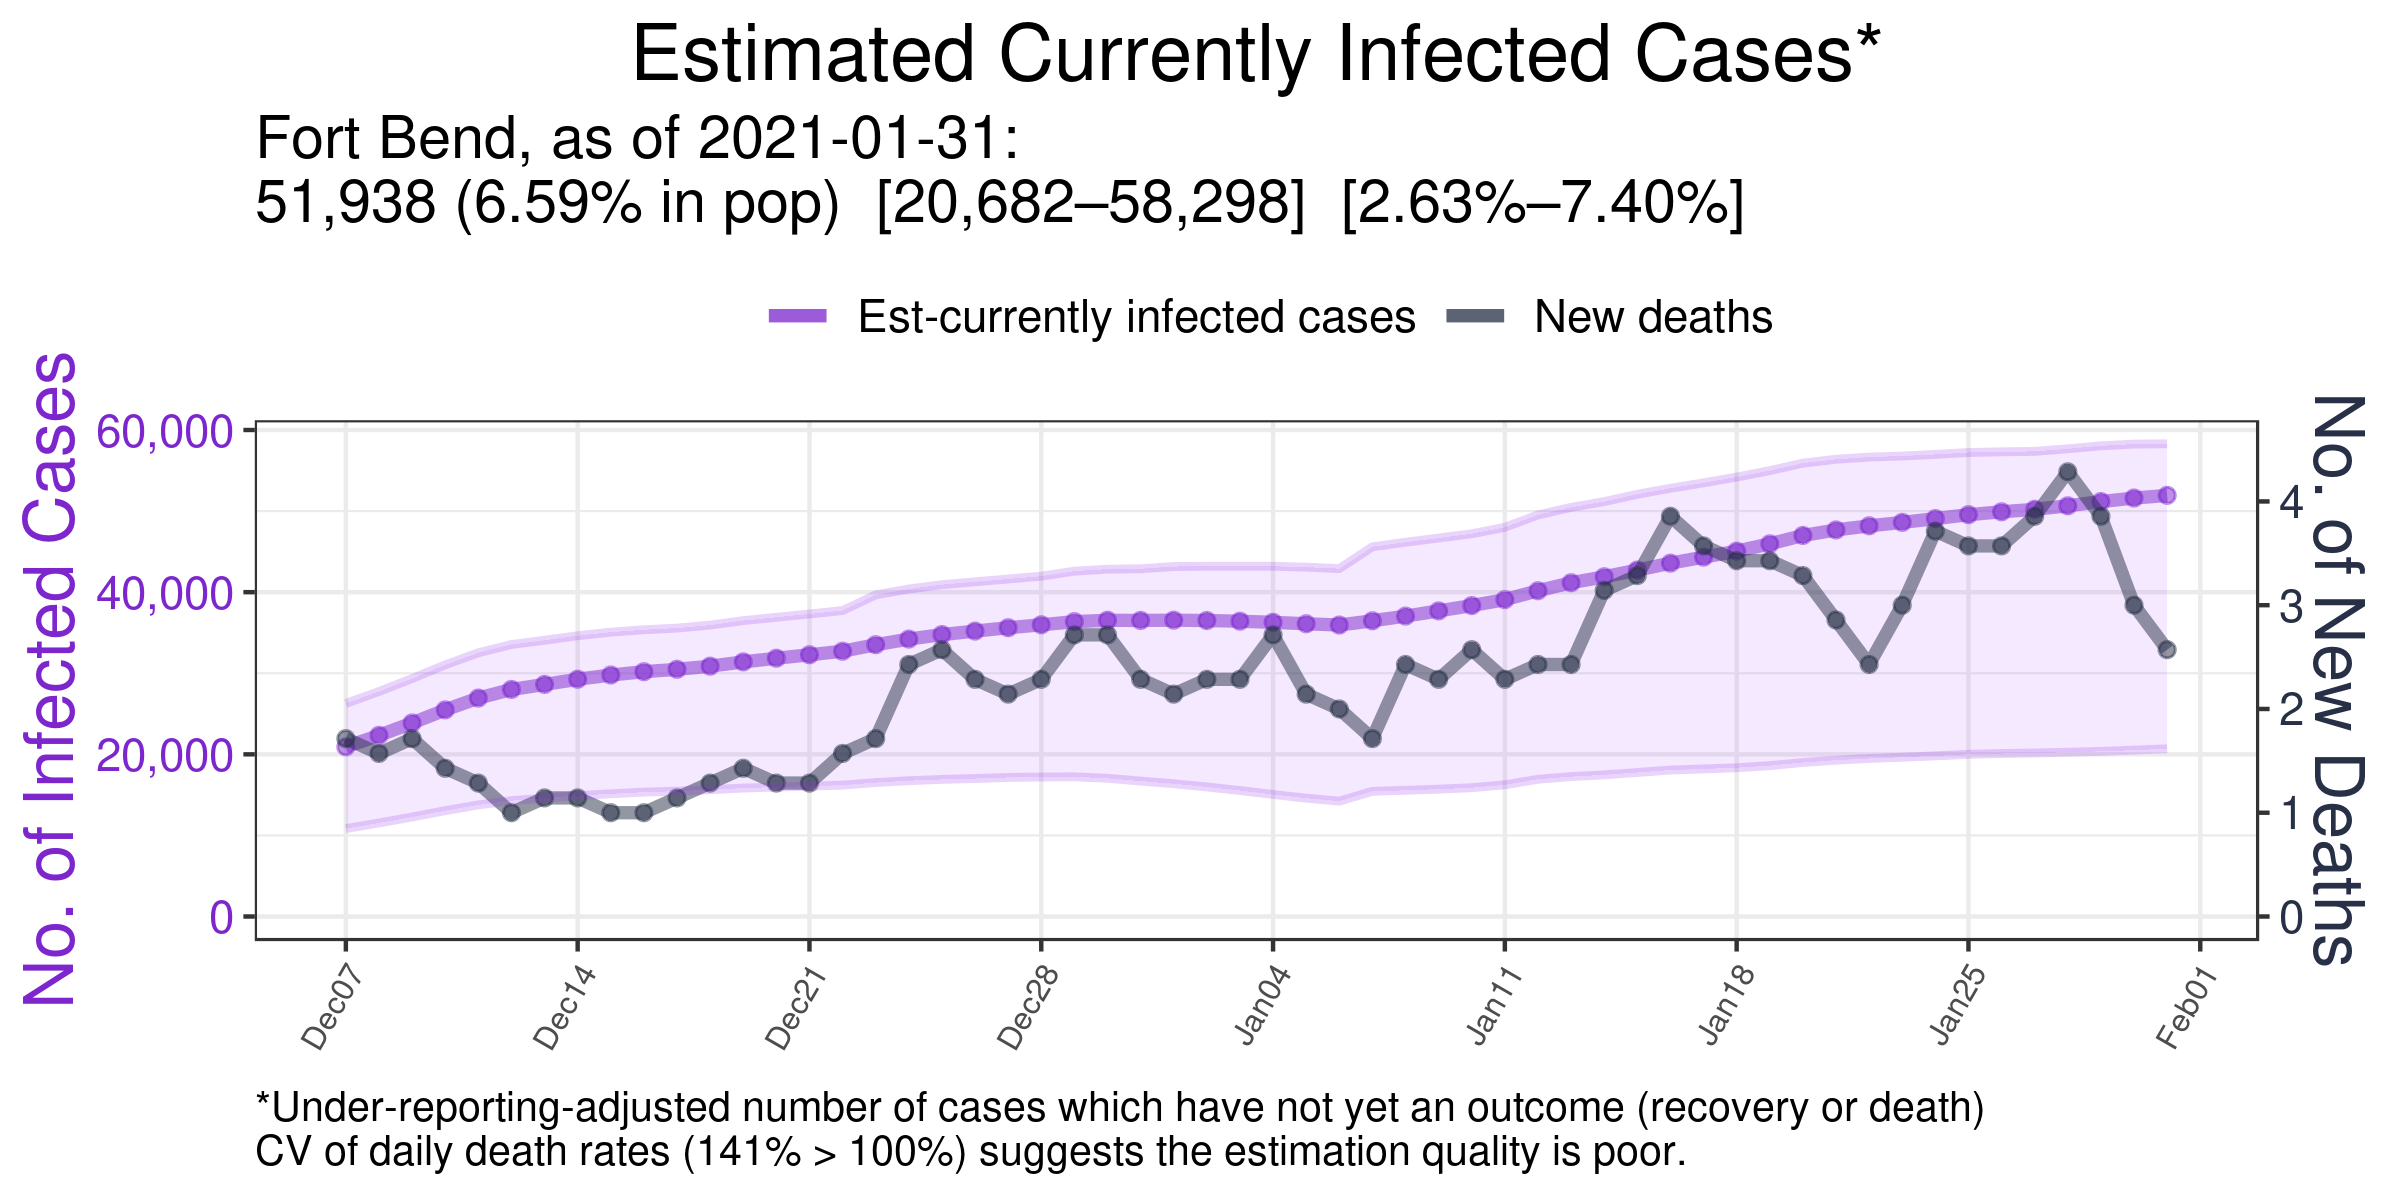 Estimated Currently Infected Cases*
Fort Bend, as of 2021-01-31:
51,938 (6.59% in pop)  [20,682–58,298]  [2.63%–7.40%]
Est-currently infected cases
New deaths
No. of Infected Cases
60,000
40,000
20,000
0
No. of New Deaths
4
3
2
1
0
Dec07
Dec14
Dec21
Dec28
Jan04
Jan11
Jan18
Jan25
Feb01
*Under-reporting-adjusted number of cases which have not yet an outcome (recovery or death)
CV of daily death rates (141% > 100%) suggests the estimation quality is poor.